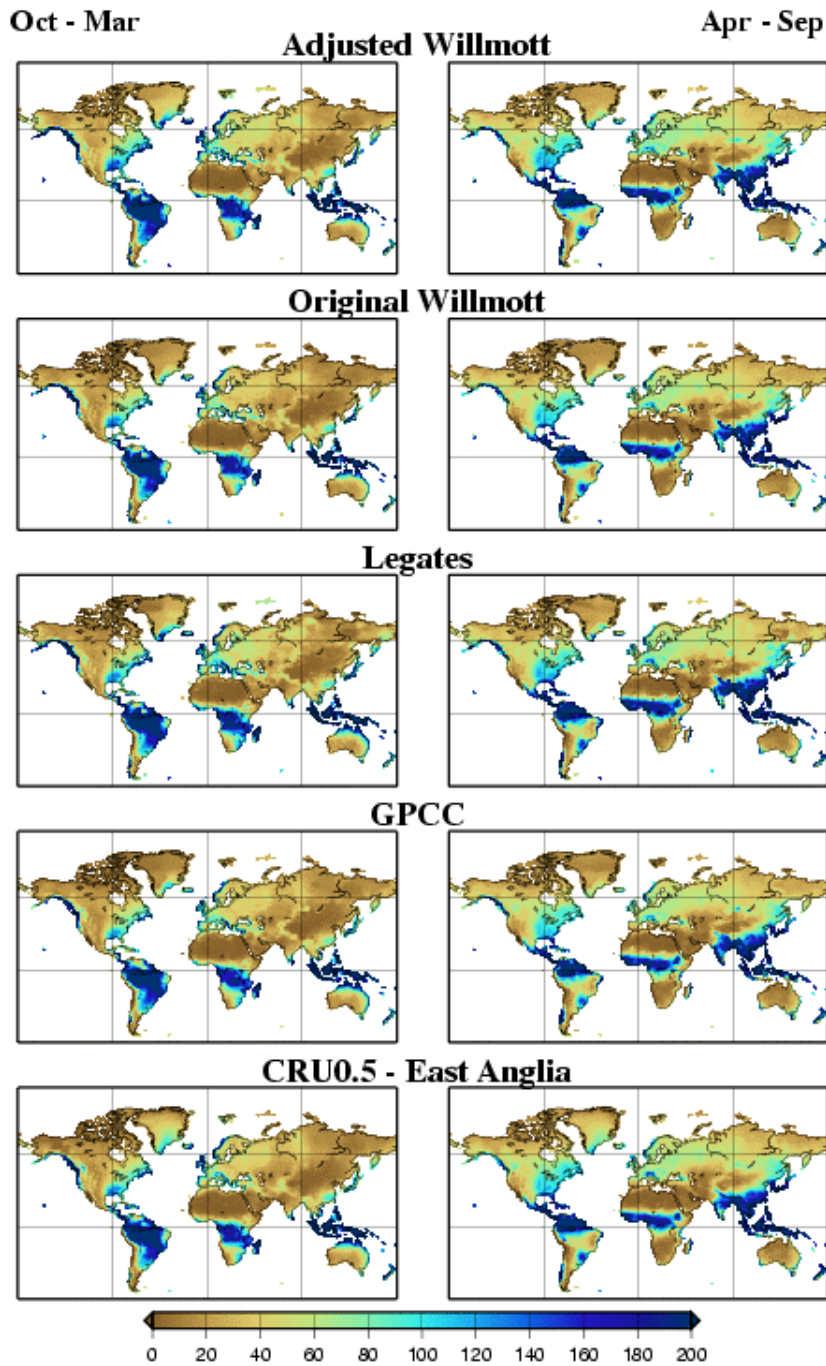 Oct - Mar Apr - Sep
Adjusted Willmott
Original Willmott
Legates
GPCC
CRU0.5 - East Anglia
0 20 40 60 80 100 120 140 160 180 200